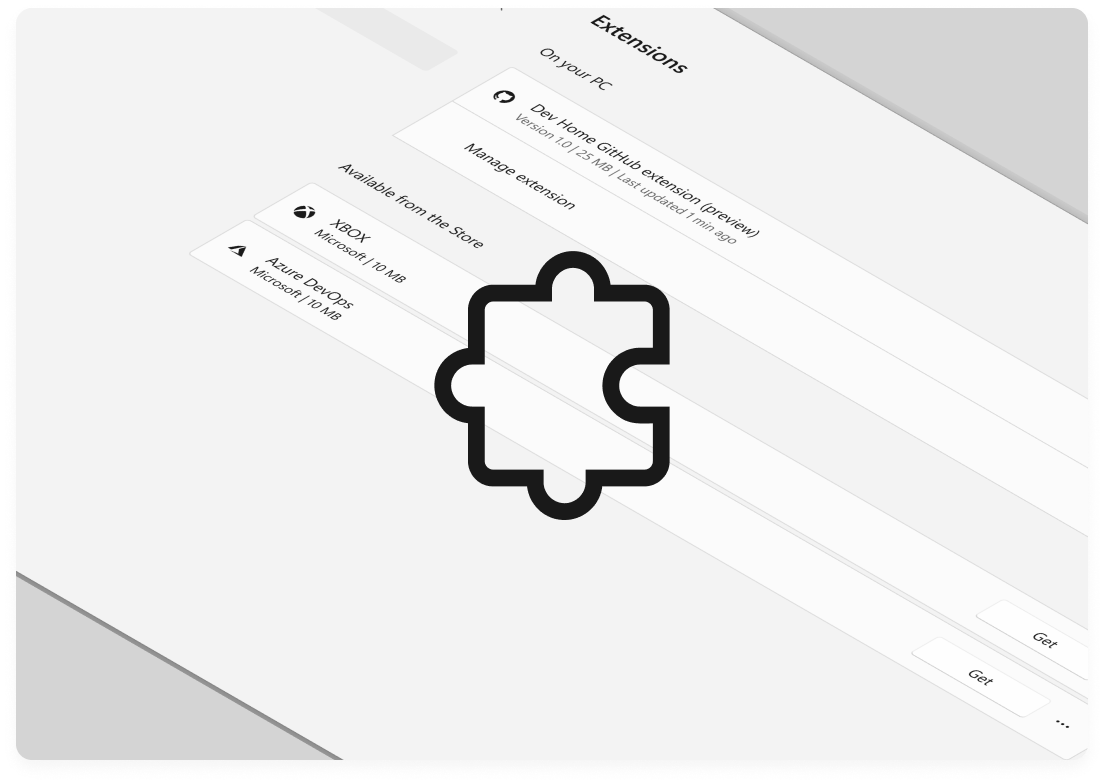 Extensions
On your PC
Dev Home GitHub extension (preview)
Version 1.0 | 25 MB | Last updated 1 min ago
Manage extension
Available from the Store
XBOX
Microsoft | 10 MB
Get
Azure DevOps
Microsoft | 10 MB
Get
...